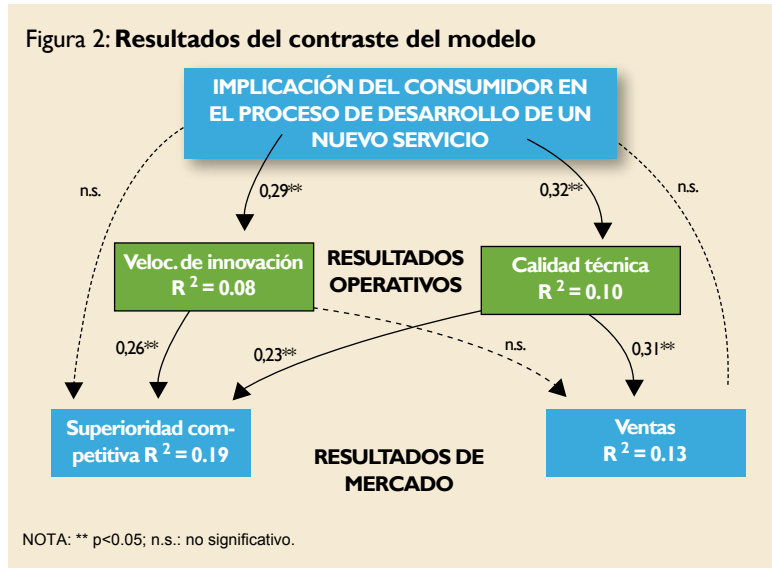 Figura 2: Resultados del contraste del modelo
IMPLICACIÓN DEL CONSUMIDOR EN
EL PROCESO DE DESARROLLO DE UN
NUEVO SERVICIO
n.s.
0,29**
0,32**
n.s.
Veloc. de innovación
R 2 = 0.08
RESULTADOS
OPERATIVOS
Calidad técnica
R 2 = 0.10
0,26**
0,23**
n.s.
0,31**
Superioridad com-
petitiva R 2 = 0.19
RESULTADOS DE
MERCADO
Ventas
R 2 = 0.13
NOTA: ** p<0.05; n.s.: no significativo.